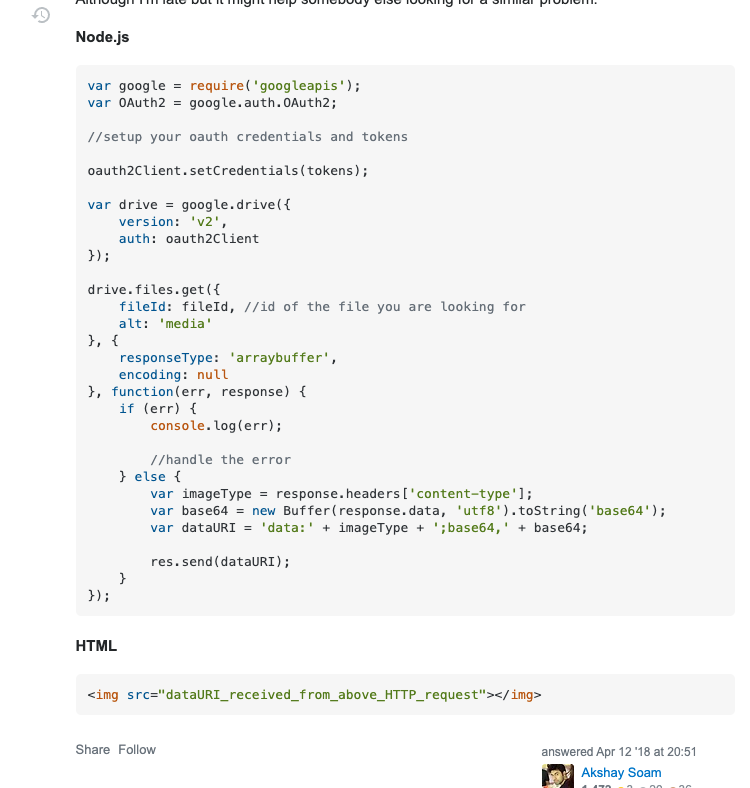 Although I'm late but it might help somebody else looking for a similar problem.
Node.js
var google = require('googleapis');
var OAuth2 = google.auth.OAuth2;
//setup your oauth credentials and tokens
oauth2Client.setCredentials(tokens);
var drive = google.drive({
    version: 'v2',
    auth: oauth2Client
});
drive.files.get({
    fileId: fileId, //id of the file you are looking for
    alt: 'media'
}, {
    responseType: 'arraybuffer',
    encoding: null
}, function(err, response) {
    if (err) {
        console.log(err);
        //handle the error
    } else {
        var imageType = response.headers['content-type'];
        var base64 = new Buffer(response.data, 'utf8').toString('base64');
        var dataURI = 'data:' + imageType + ';base64,' + base64;
        res.send(dataURI);
    }
});
HTML
<img src="dataURI_received_from_above_HTTP_request"></img>
Share Follow
answered Apr 12 '18 at 20:51
Akshay Soam